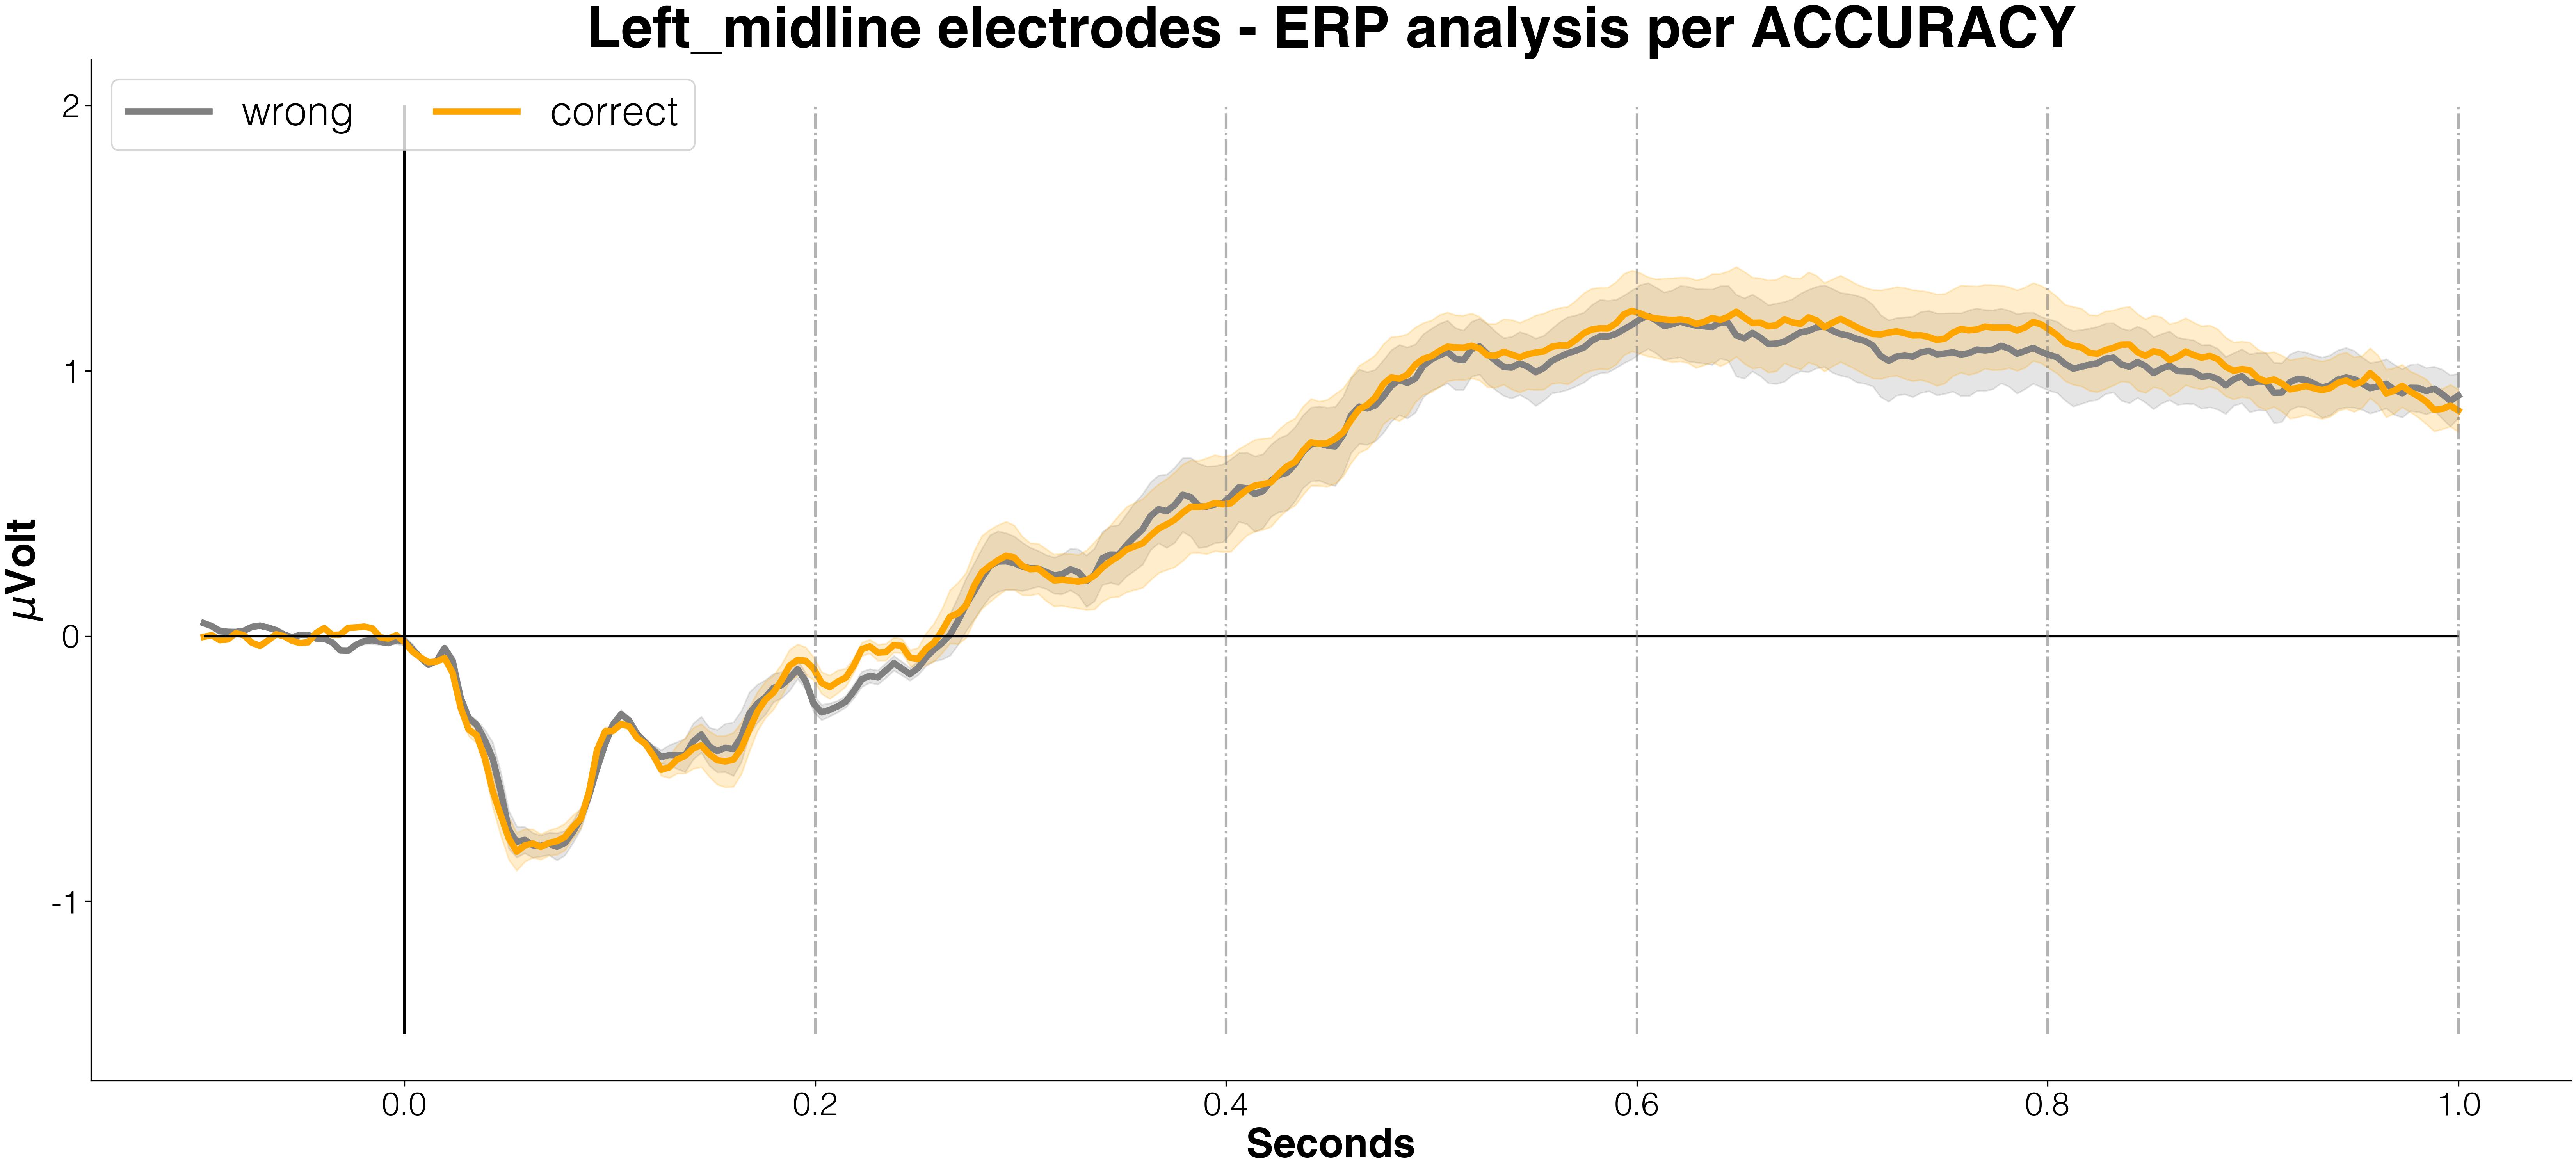 Left_midline electrodes - ERP analysis per ACCURACY
wrong correct
2
1
0
-1
μVolt
0.0 0.2 0.4 0.6 0.8 1.0
Seconds